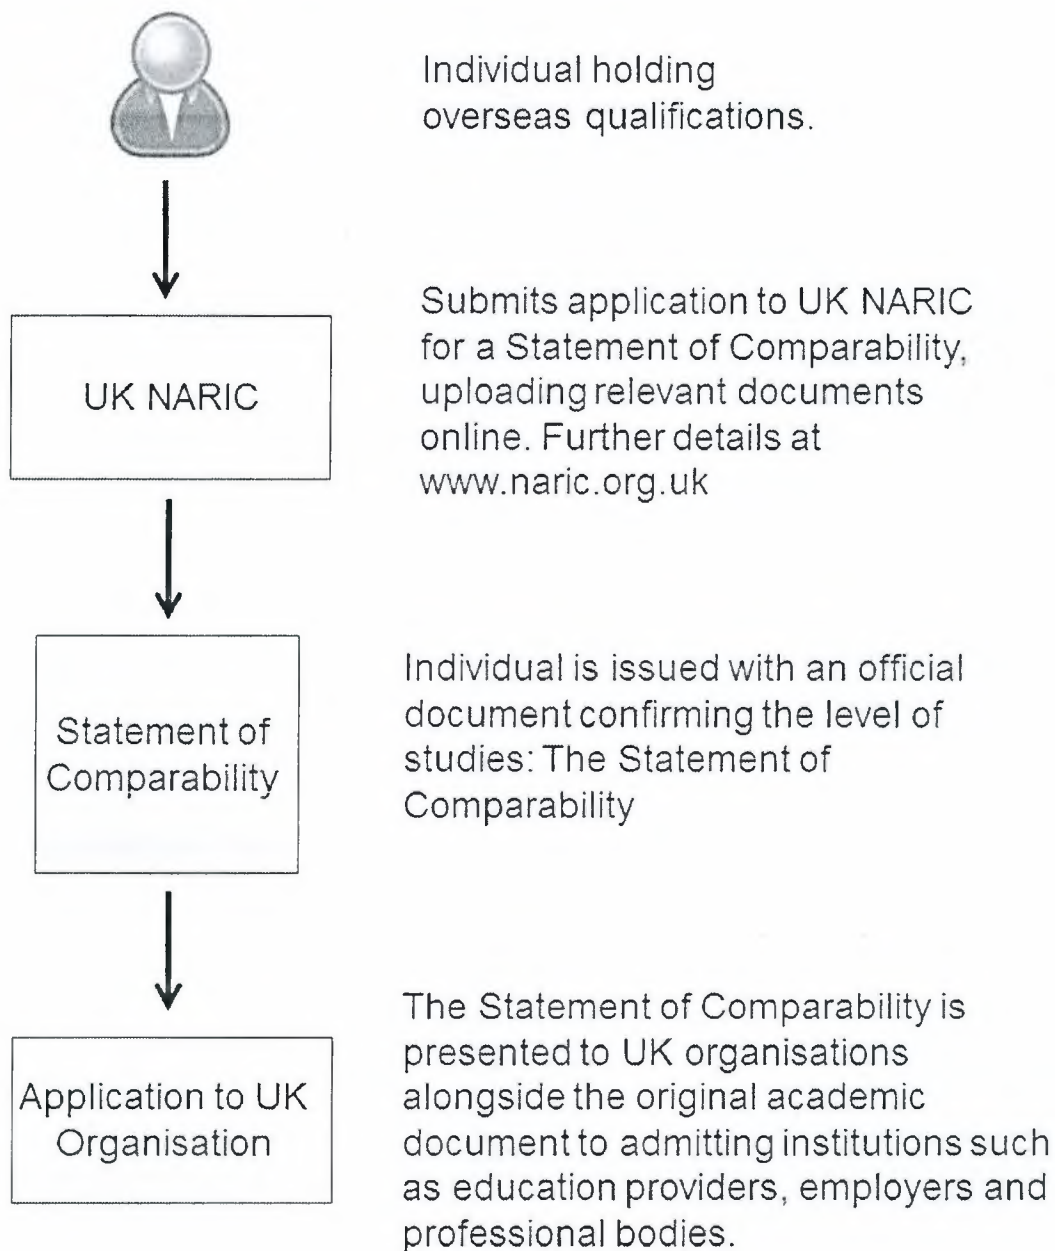 Individual holding
overseas qualifications.
UK NARIC
Submits application to UK NARIC
for a Statement of Comparability,
uploading relevant documents
online. Further details at
www.naric.org.uk
Statement of
Comparability
Individual is issued with an official
document confirming the level of
studies: The Statement of
Comparability
Application to UK
Organisation
The Statement of Comparability is
presented to UK organisations
alongside the original academic
document to admitting institutions such
as education providers, employers and
professional bodies.